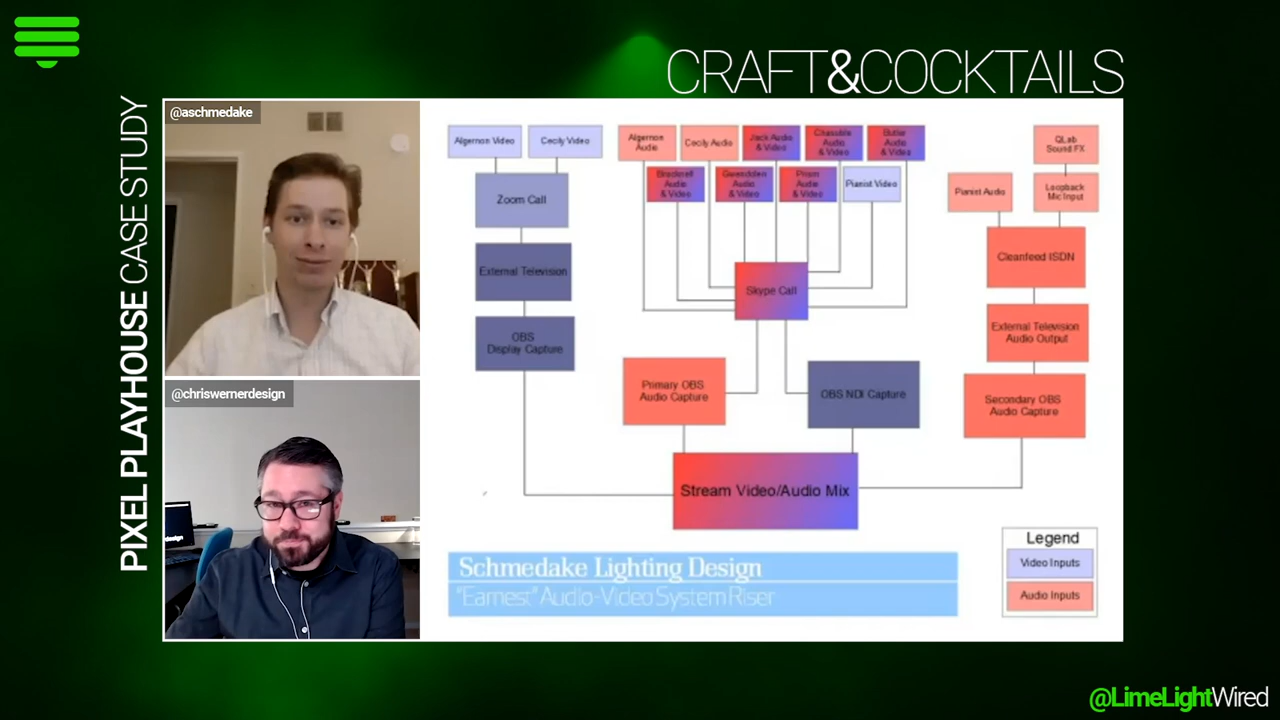 CRAFT&COCKTAILS
PIXEL PLAYHOUSE CASE STUDY
@aschmedake
@chriswernerdesign
Algernon Video
Cecily Video
Zoom Call
External Television
OBS
Display Capture
Algernon
Audio
Cecily Audio
Jack Audio
& Video
Chasuble
Audio
& Video
Butler
Audio
& Video
Bracknell
Audio
& Video
Gwendolen
Audio
& Video
Prism
Audio
& Video
Pianist Video
Skype Call
Primary OBS
Audio Capture
OBS NDI Capture
QLab
Sound FX
Pianist Audio
Loopback
Mic Input
Cleanfeed ISDN
External Television
Audio Output
Secondary OBS
Audio Capture
Stream Video/Audio Mix
Legend
Video Inputs
Audio Inputs
Schmedake Lighting Design
"Earnest" Audio-Video System Riser
@LimeLightWired